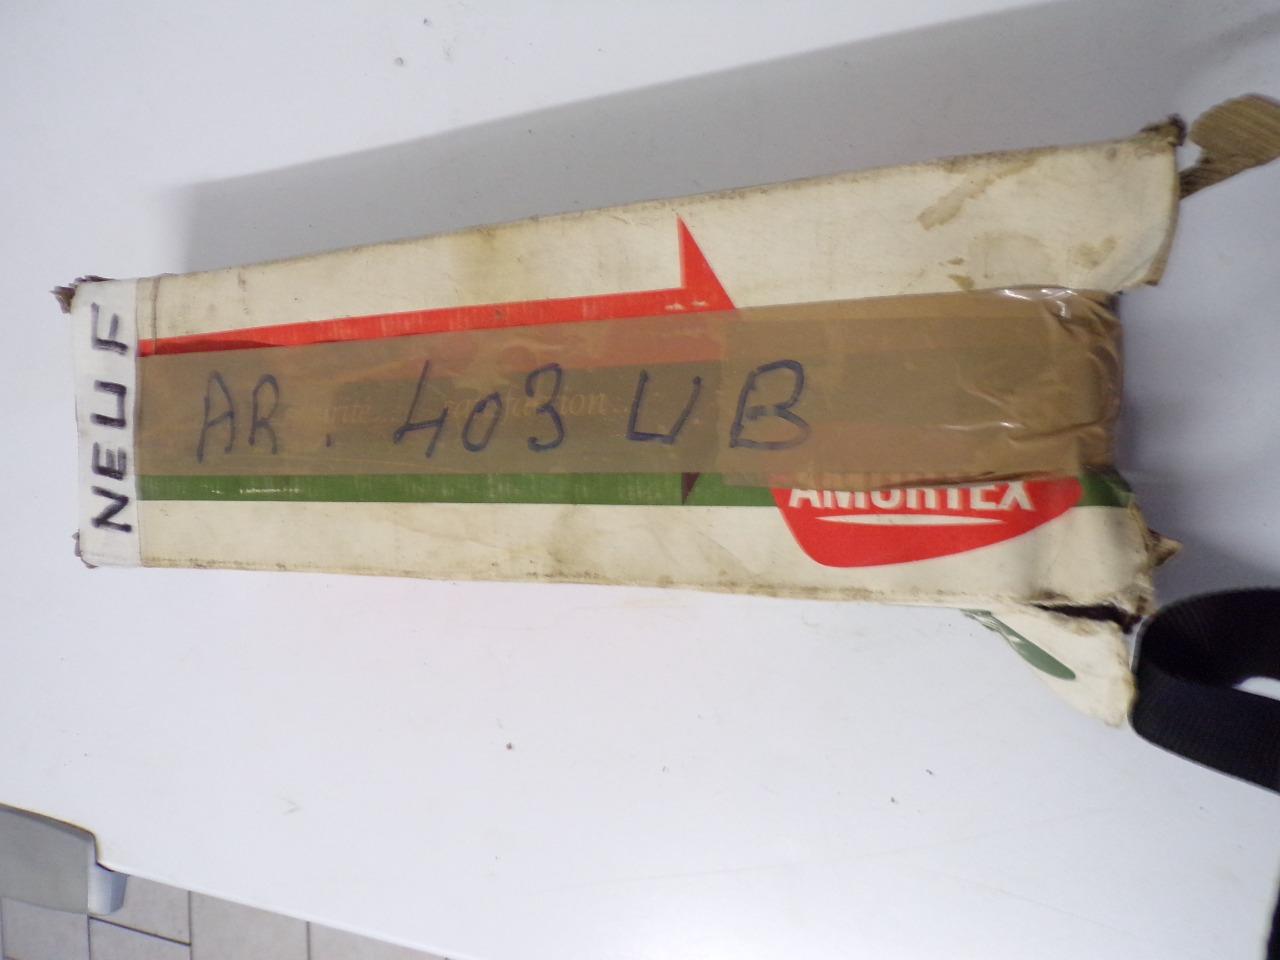 NEUF
AR. 403 UB
AMORTEX